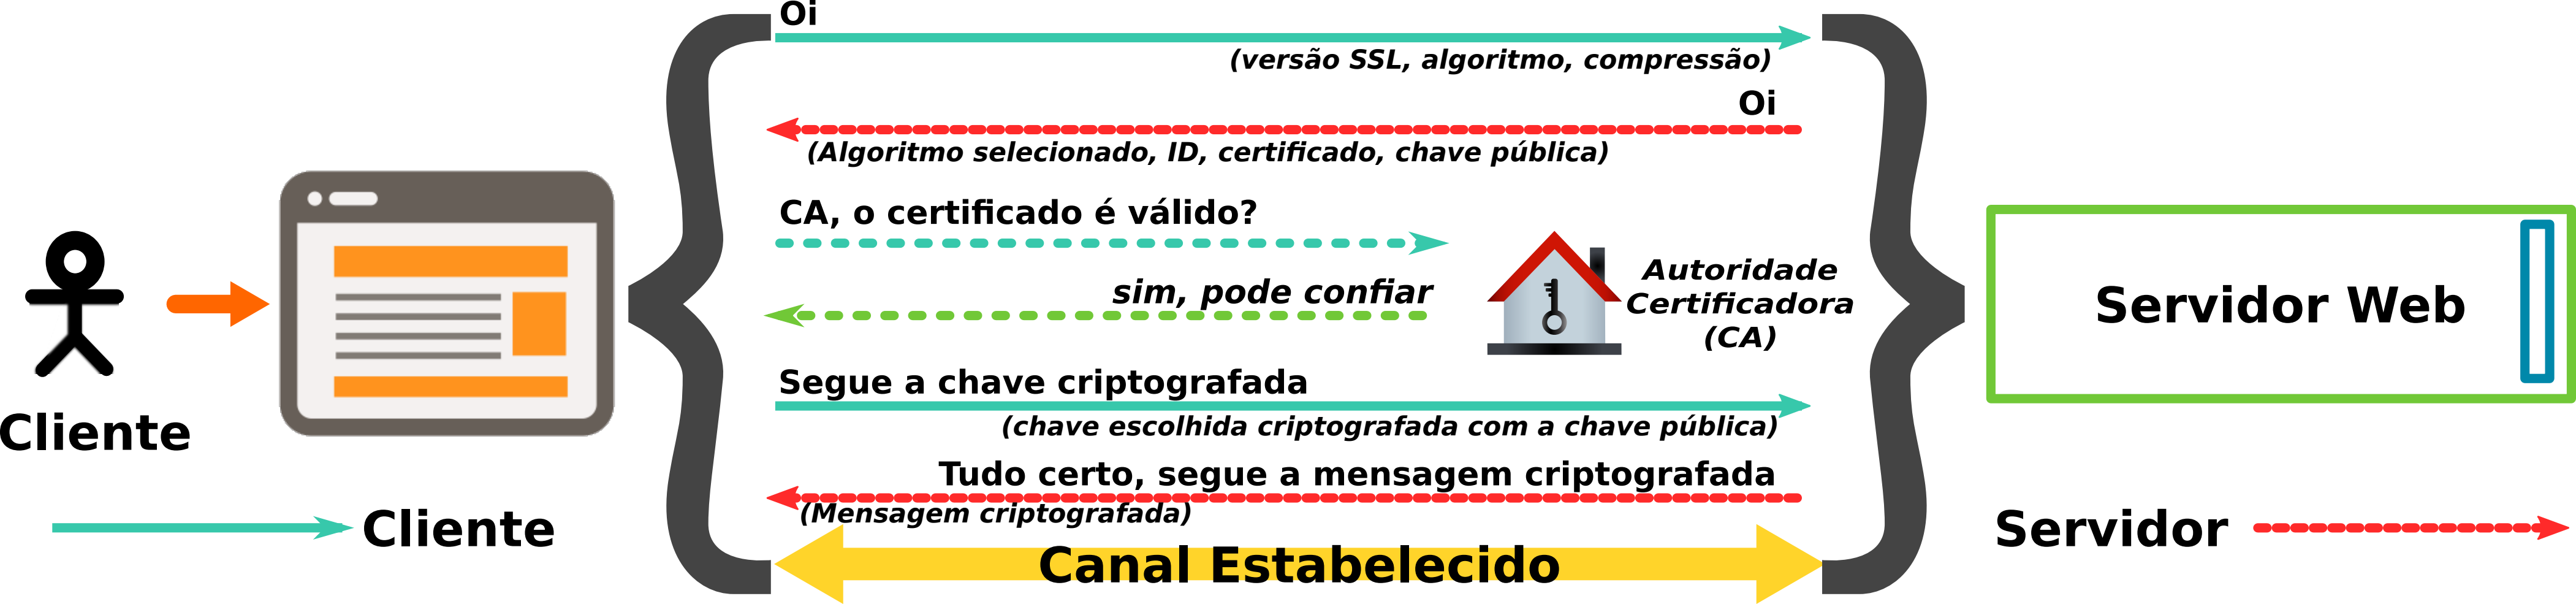 Oi
(versão SSL, algoritmo, compressão)
Oi
(Algoritmo selecionado, ID, certificado, chave pública)
CA, o certificado é válido?
sim, pode confiar
Autoridade
Certificadora
(CA)
Segue a chave criptografada
(chave escolhida criptografada com a chave pública)
Tudo certo, segue a mensagem criptografada
(Mensagem criptografada)
Canal Estabelecido
Cliente
Cliente
Servidor Web
Servidor